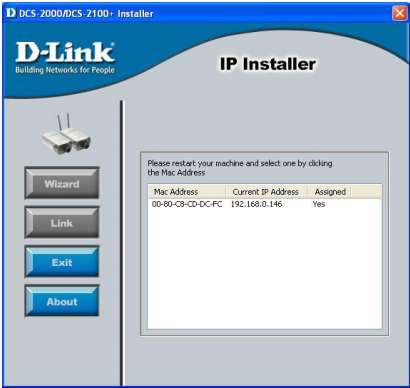 DCS-2000/DCS-2100+ Installer
D-Link
Building Networks for People
IP Installer
Please restart your machine and select one by clicking
the Mac Address
Mac Address Current IP Address Assigned
00-80-C8-CD-DC-FC 192.168.0.146 Yes
Wizard
Link
Exit
About